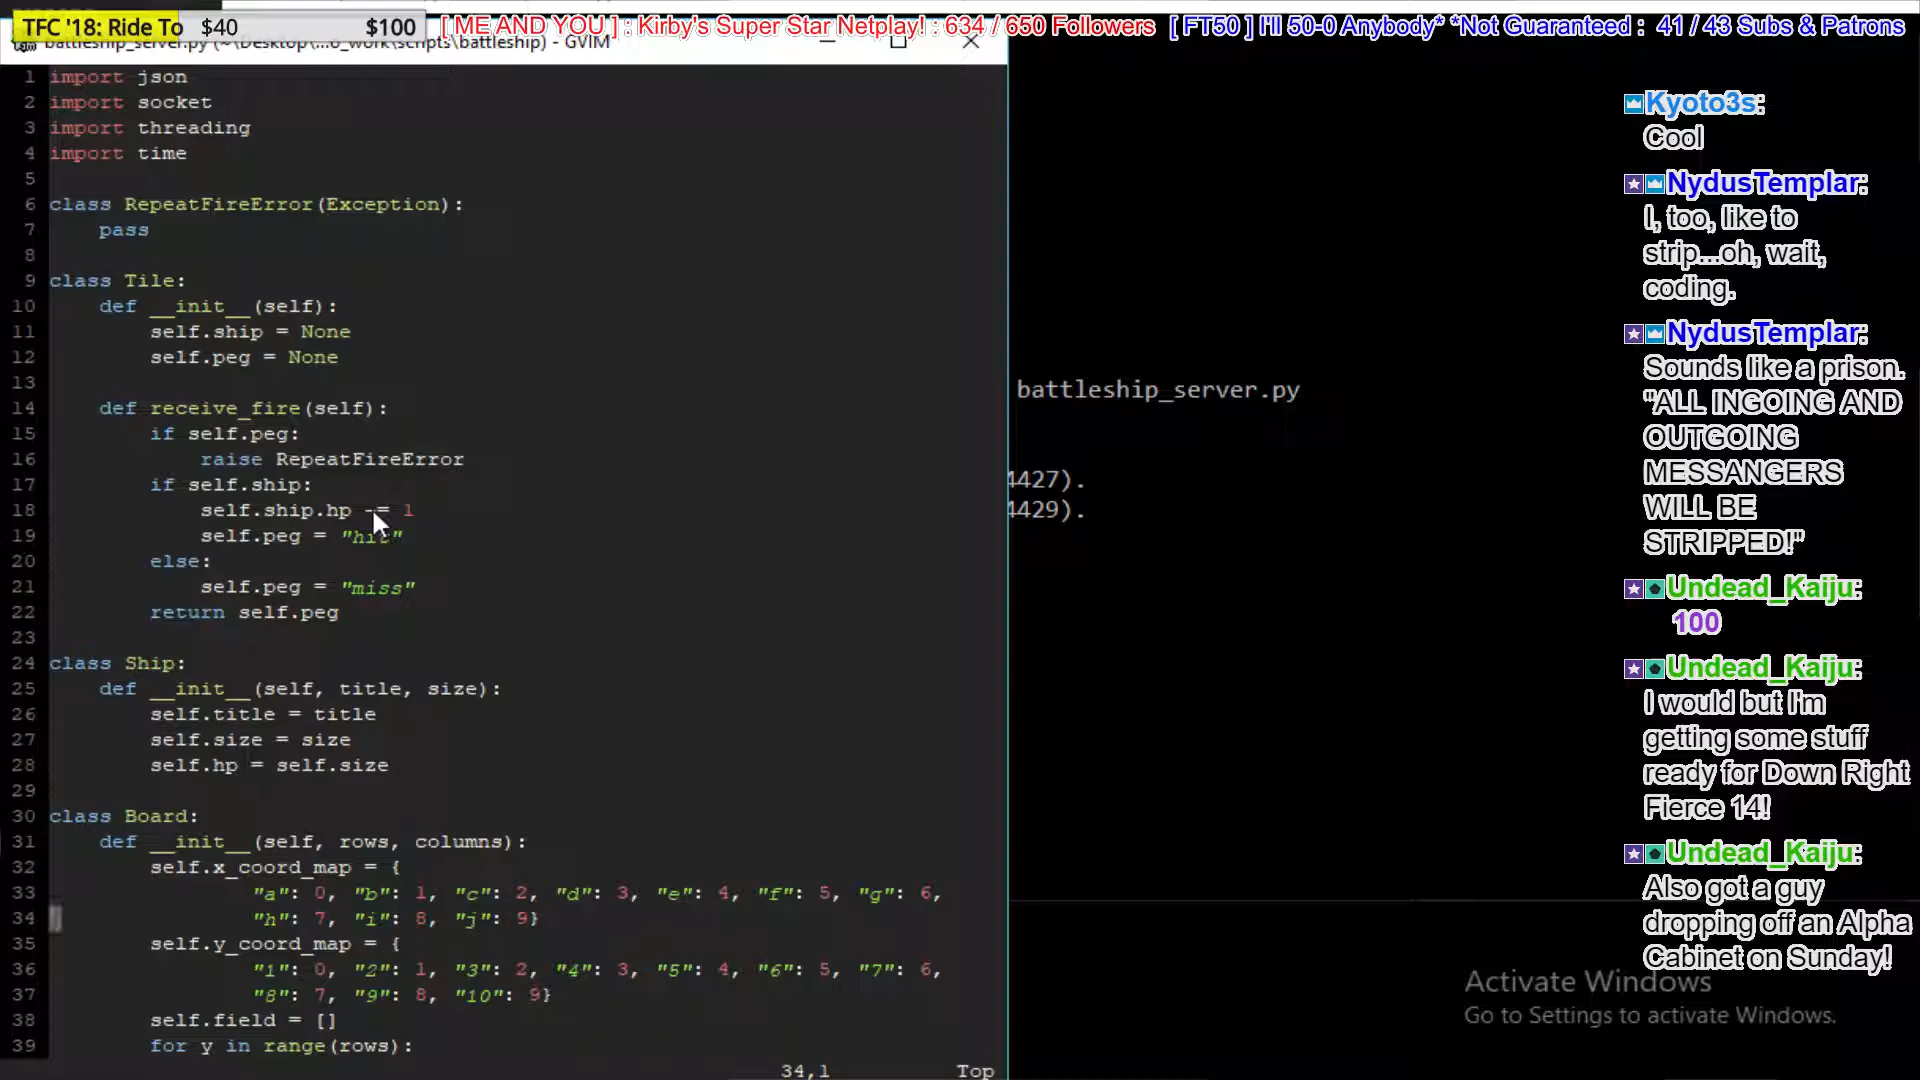 TFC '18: Ride To $40 $100 [ ME AND YOU ] : Kirby's Super Star Netplay! : 634 / 650 Followers [ FT50 ] I'll 50-0 Anybody* *Not Guaranteed : 41 / 43 Subs & Patrons
battleship_server.py (~\Desktop\...o_work\scripts\battleship) - GVIM
1 import json
2 import socket
3 import threading
4 import time
5
6 class RepeatFireError(Exception):
7     pass
8
9 class Tile:
10     def __init__(self):
11         self.ship = None
12         self.peg = None
13
14     def receive_fire(self):
15         if self.peg:
16             raise RepeatFireError
17         if self.ship:
18             self.ship.hp -= 1
19             self.peg = "hit"
20         else:
21             self.peg = "miss"
22         return self.peg
23
24 class Ship:
25     def __init__(self, title, size):
26         self.title = title
27         self.size = size
28         self.hp = self.size
29
30 class Board:
31     def __init__(self, rows, columns):
32         self.x_coord_map = {
33                 "a": 0, "b": 1, "c": 2, "d": 3, "e": 4, "f": 5, "g": 6,
34                 "h": 7, "i": 8, "j": 9}
35         self.y_coord_map = {
36                 "1": 0, "2": 1, "3": 2, "4": 3, "5": 4, "6": 5, "7": 6,
37                 "8": 7, "9": 8, "10": 9}
38         self.field = []
39         for y in range(rows):
34,1 Top
battleship_server.py
4427).
4429).
Kyoto3s:
Cool
NydusTemplar:
I, too, like to
strip...oh, wait,
coding.
NydusTemplar:
Sounds like a prison.
"ALL INGOING AND
OUTGOING
MESSANGERS
WILL BE
STRIPPED!"
Undead_Kaiju:
100
Undead_Kaiju:
I would but I'm
getting some stuff
ready for Down Right
Fierce 14!
Undead_Kaiju:
Also got a guy
dropping off an Alpha
Cabinet on Sunday!
Activate Windows
Go to Settings to activate Windows.